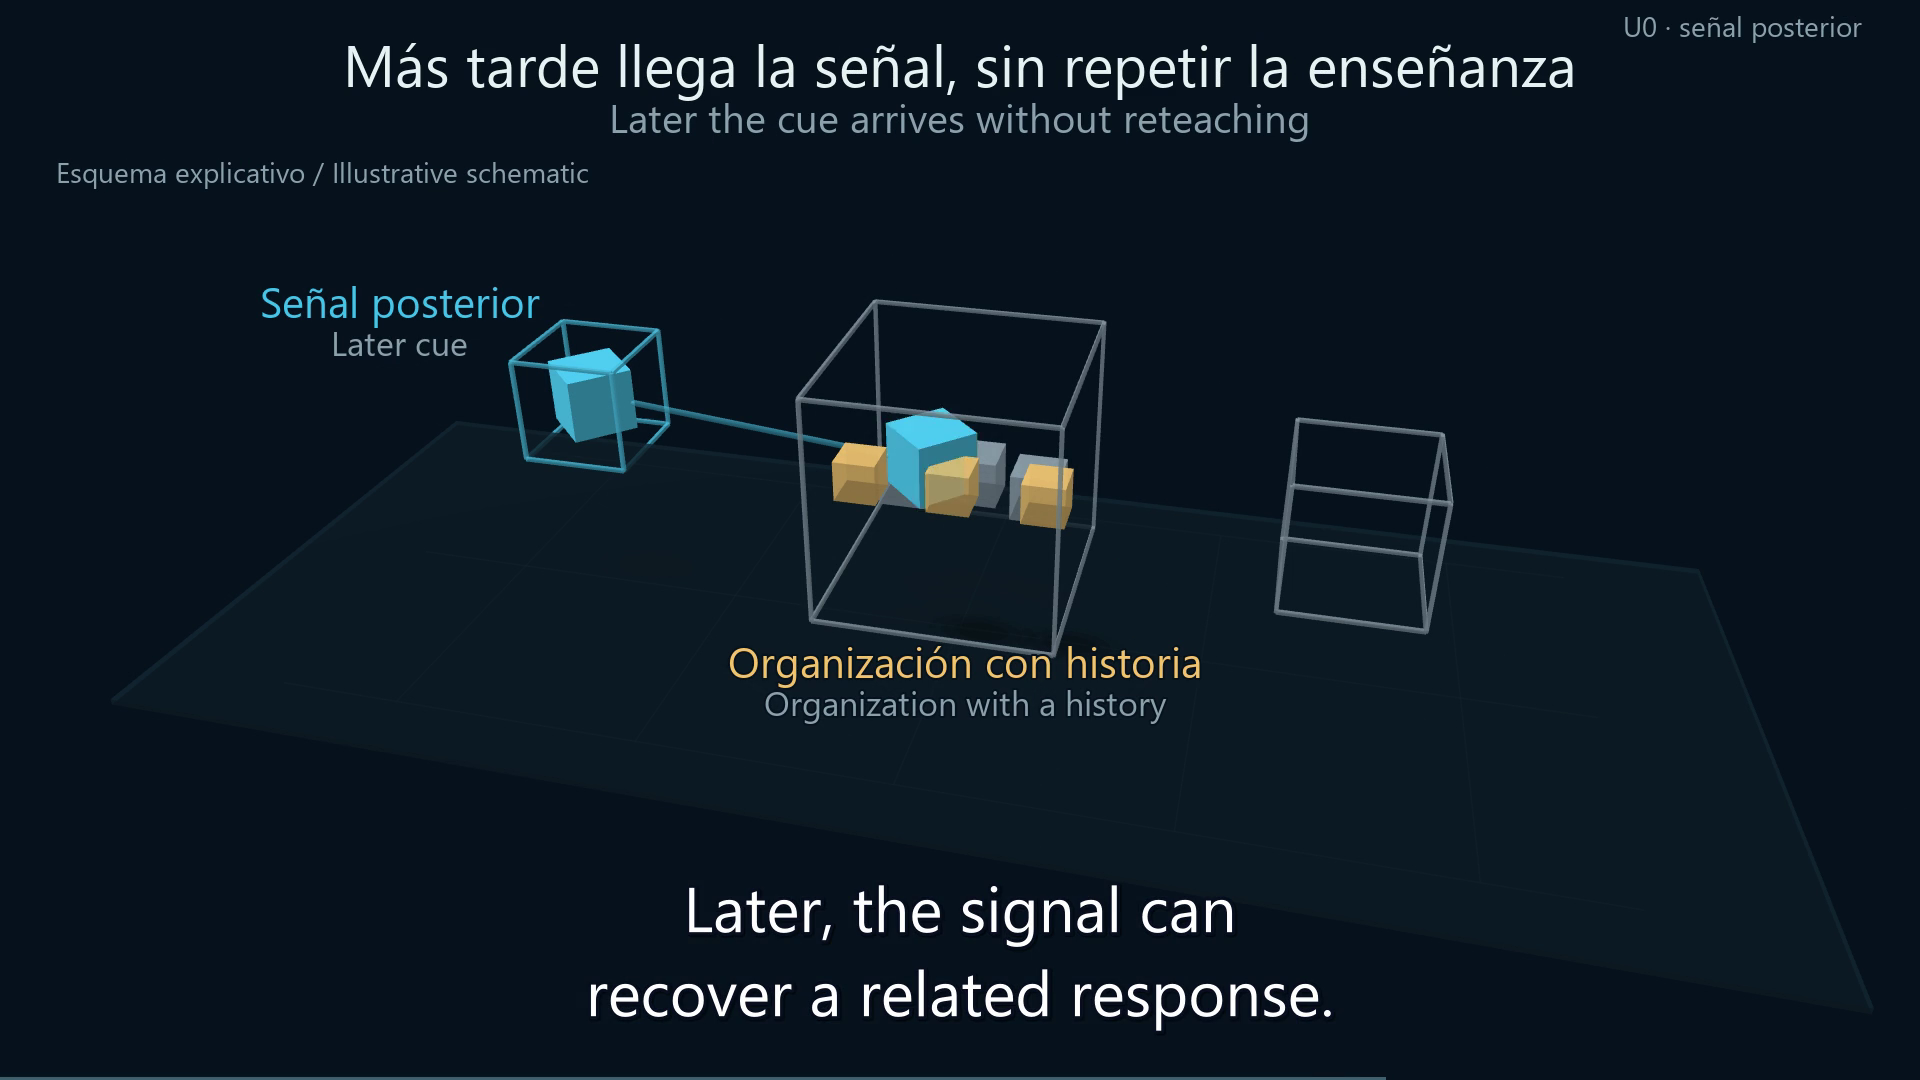 U0 · señal posterior
Más tarde llega la señal, sin repetir la enseñanza
Later the cue arrives without reteaching
Esquema explicativo / Illustrative schematic
Señal posterior
Later cue
Organización con historia
Organization with a history
Later, the signal can
recover a related response.